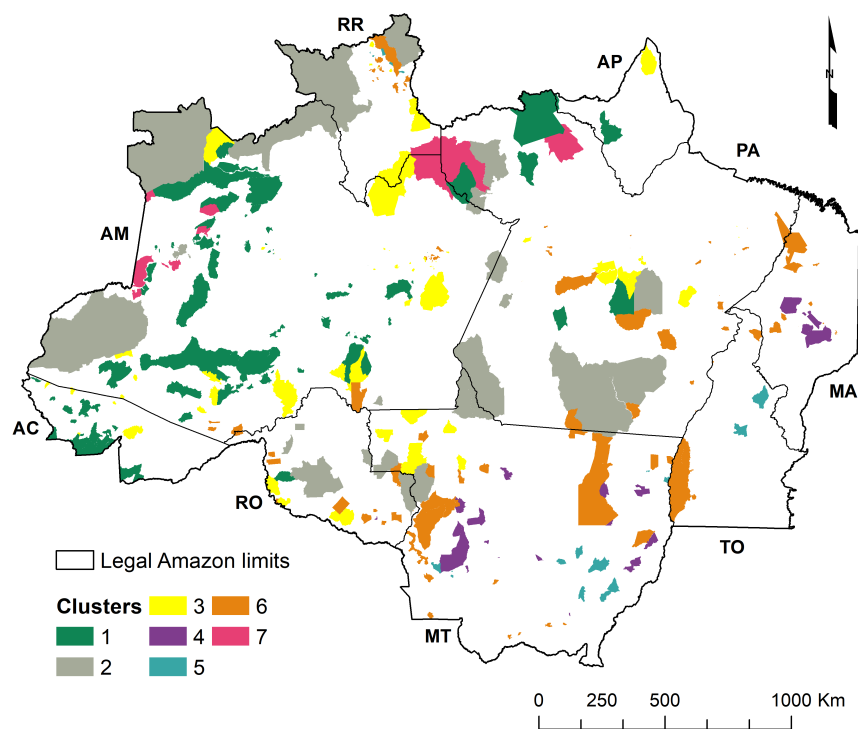 RR
AP
N
PA
AM
MA
AC
RO
TO
MT
Legal Amazon limits
Clusters
3
6
1
4
7
2
5
0 250 500 1000 Km